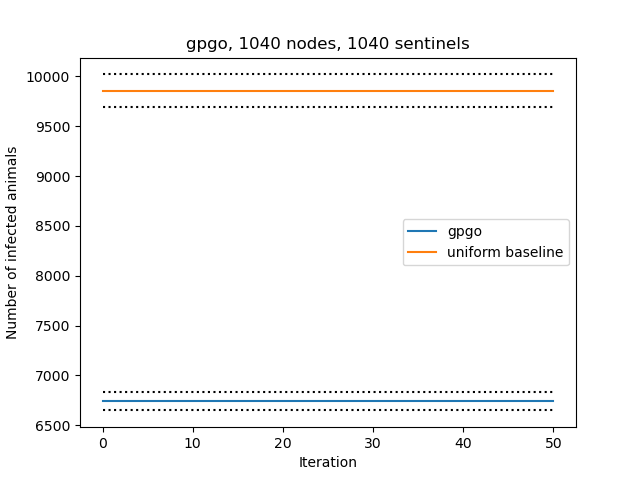 gpgo, 1040 nodes, 1040 sentinels
10000
9500
9000
8500
8000
7500
7000
6500
Number of infected animals
gpgo
uniform baseline
0 10 20 30 40 50
Iteration